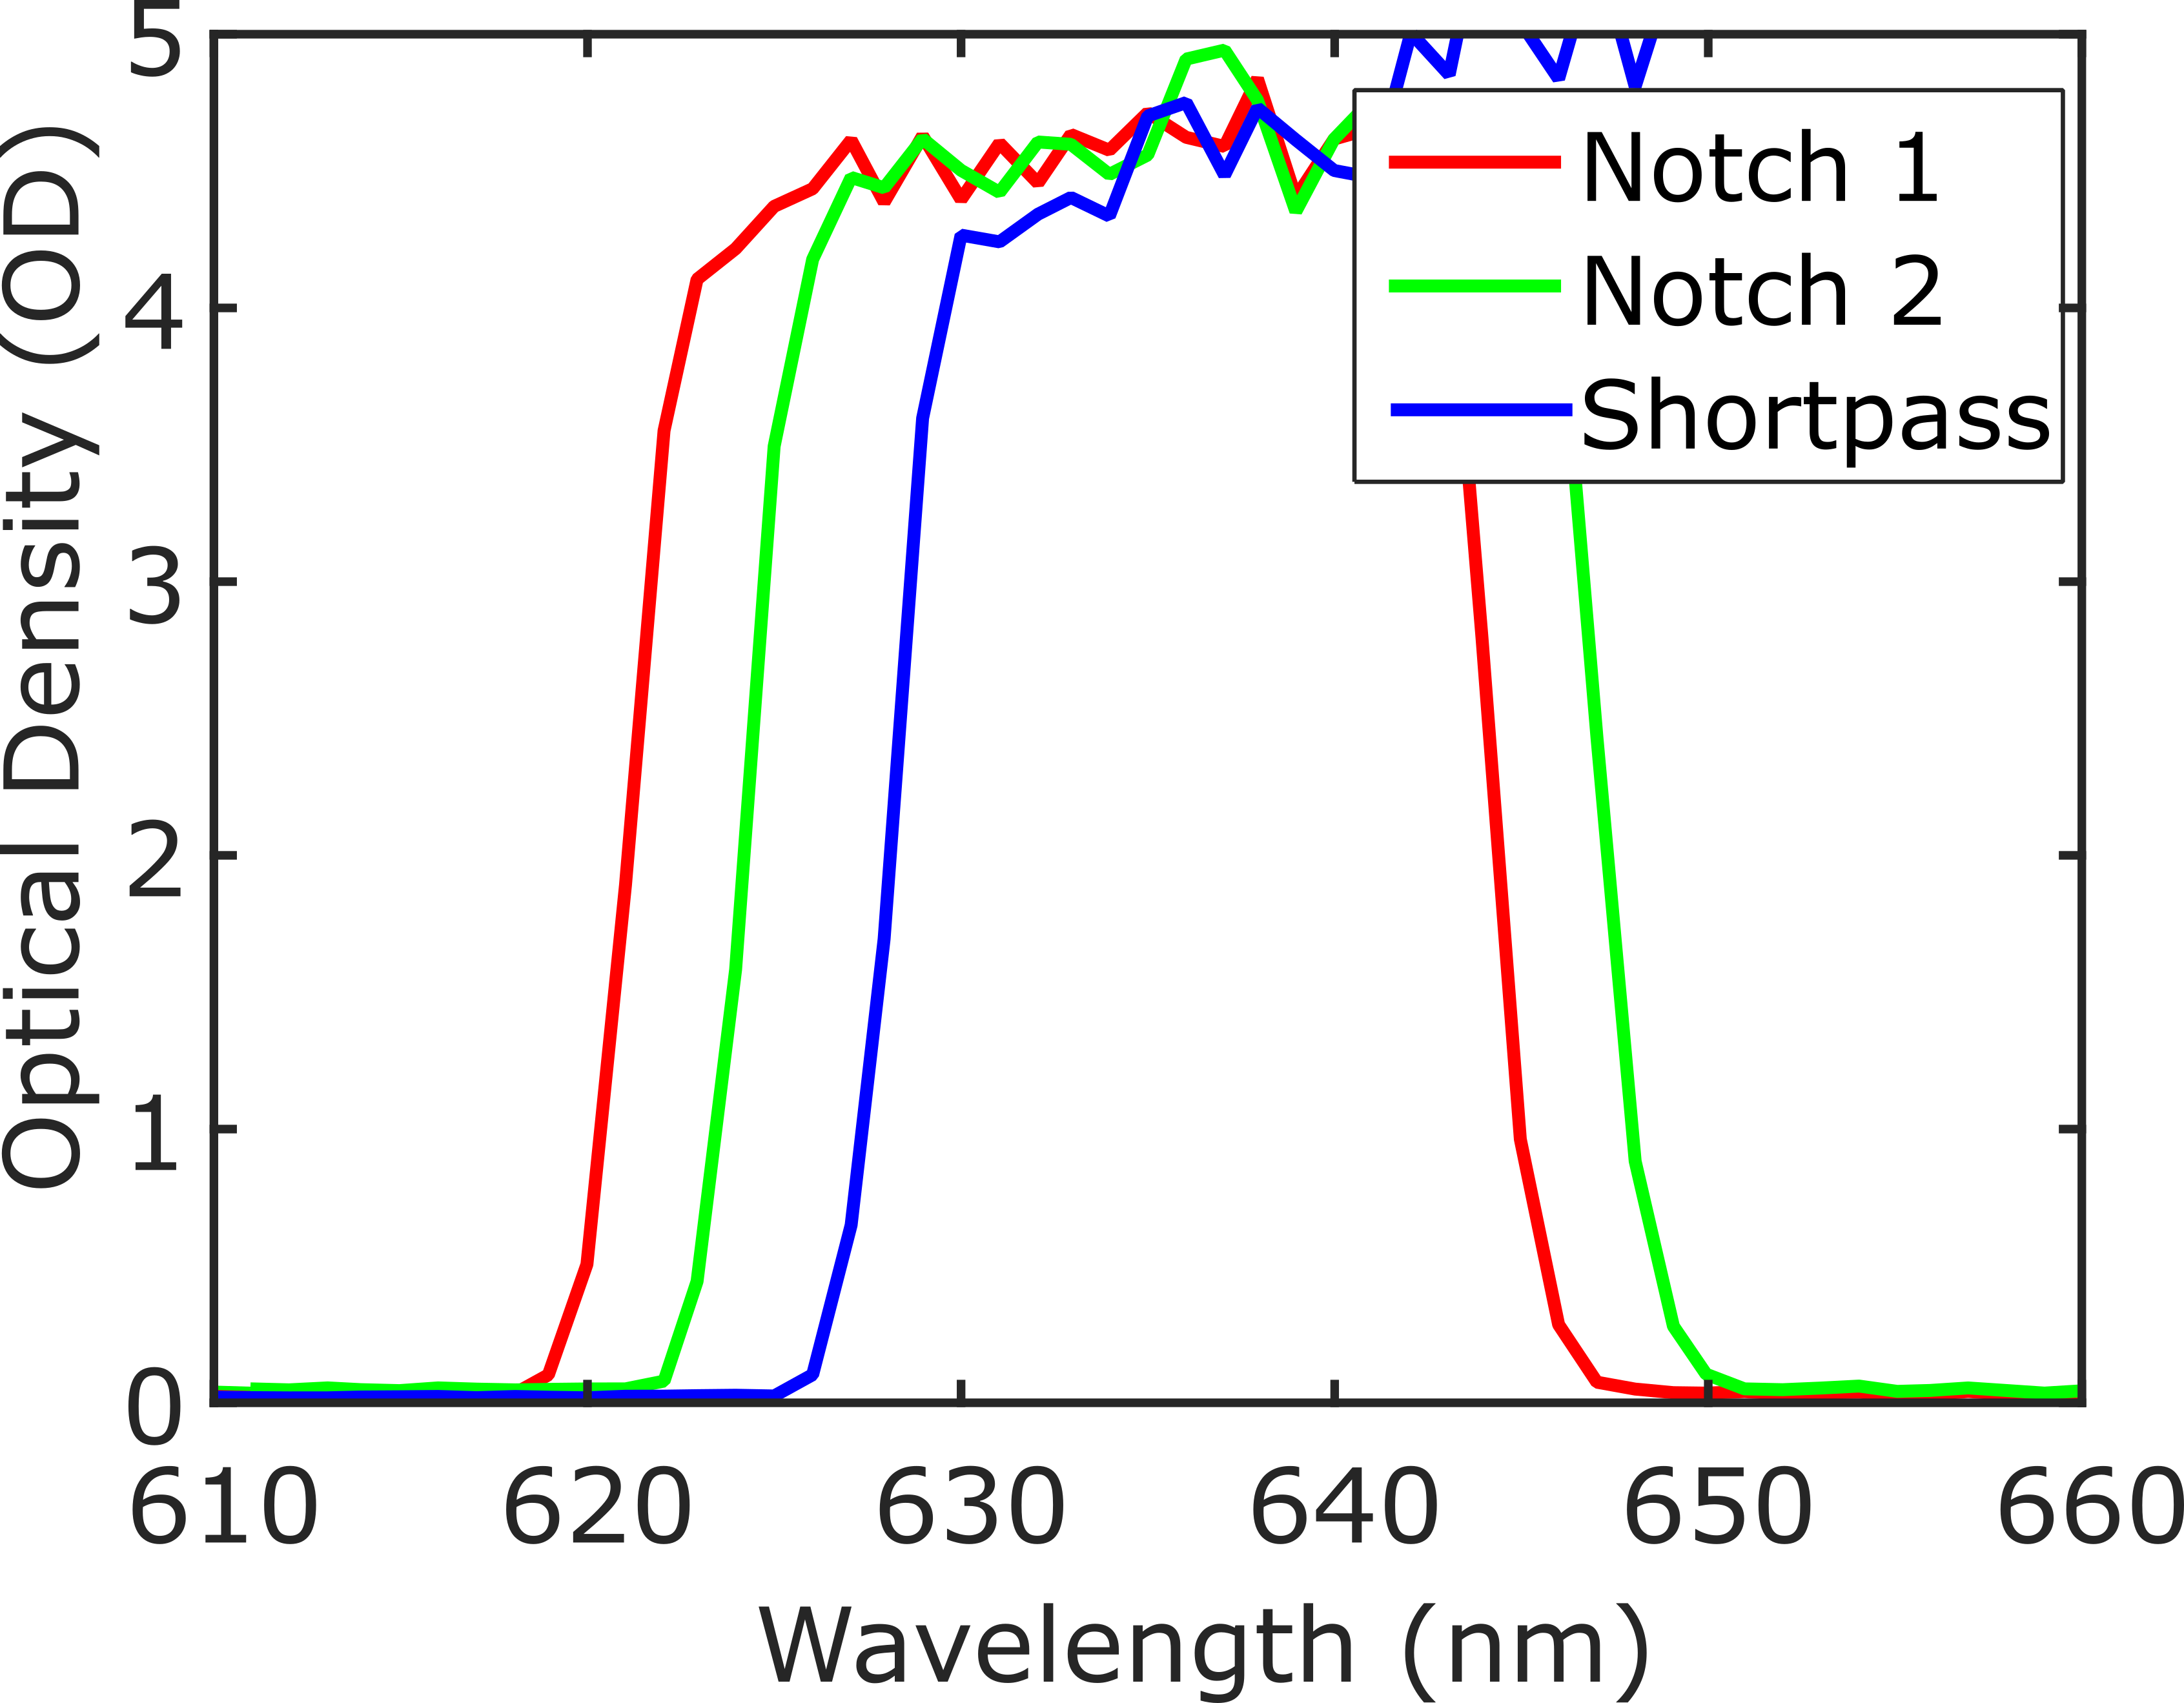 Optical Density (OD)
5
4
3
2
1
0
Notch 1
Notch 2
Shortpass
610 620 630 640 650 660
Wavelength (nm)